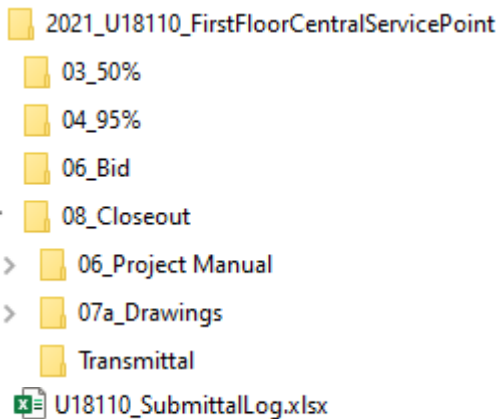 2021_U18110_FirstFloorCentralServicePoint
03_50%
04_95%
06_Bid
08_Closeout
06_Project Manual
07a_Drawings
Transmittal
U18110_SubmittalLog.xlsx